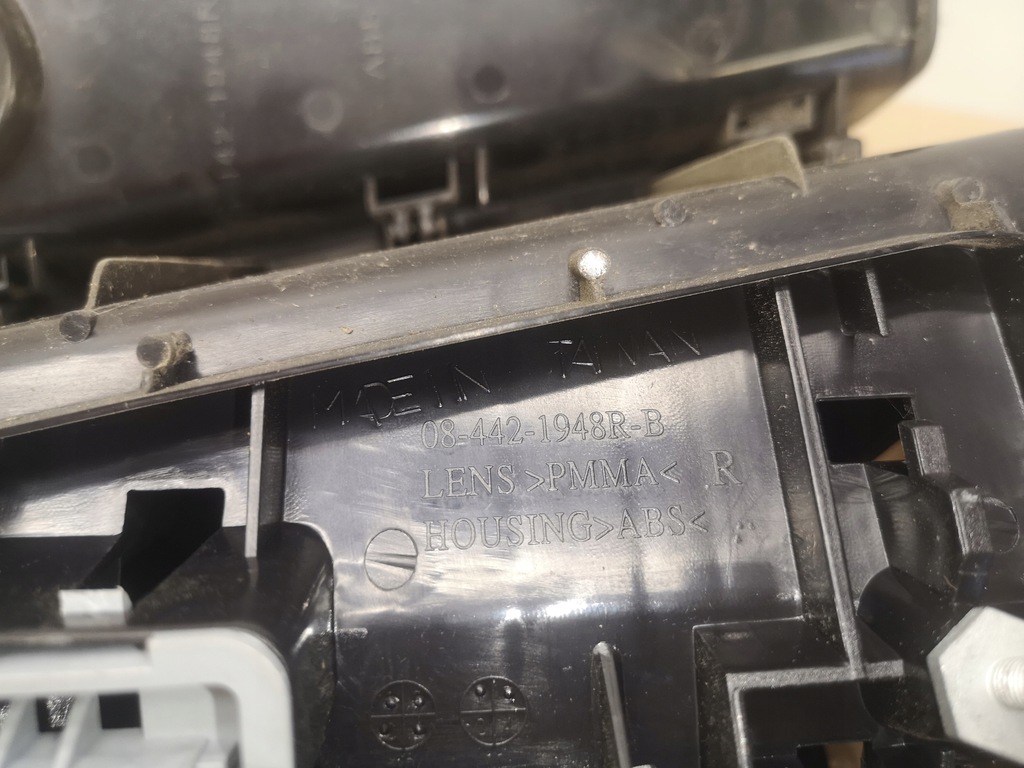 MADE IN TAIWAN
08-442-1948R-B
LENS >PMMA< R
HOUSING>ABS<